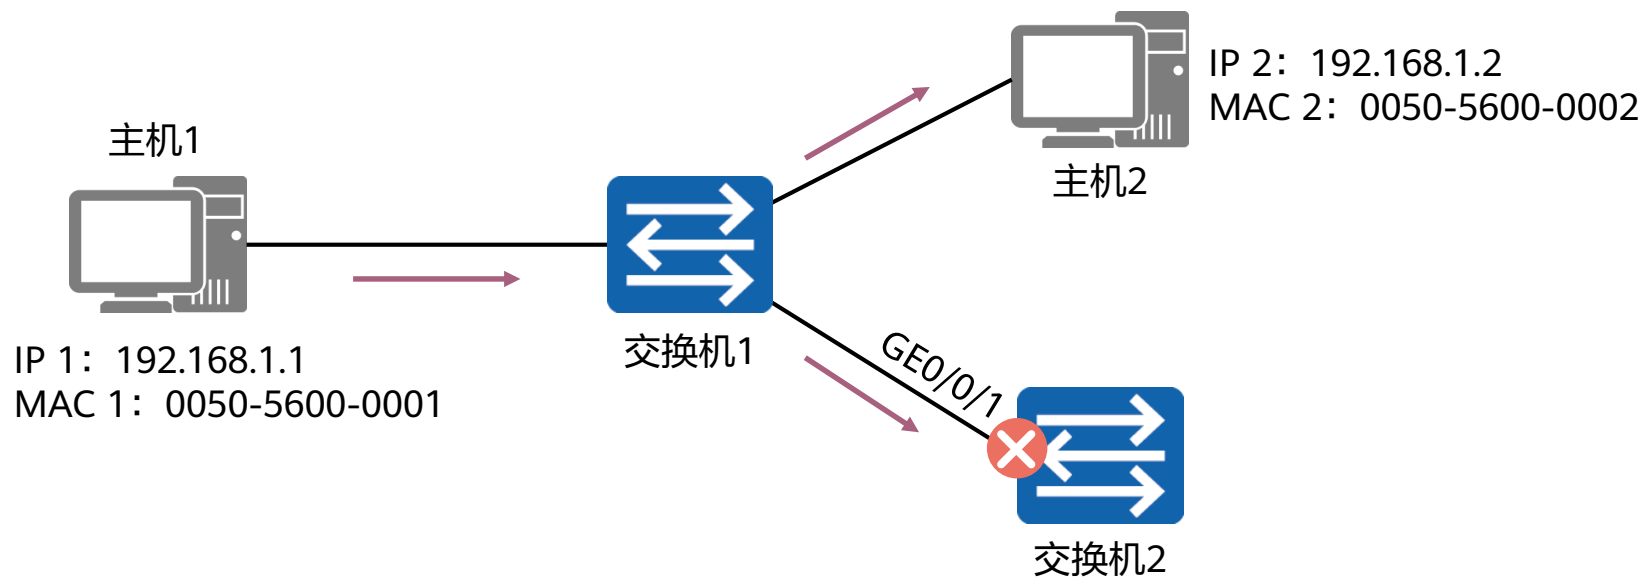 主机1
IP 1：192.168.1.1
MAC 1：0050-5600-0001
交换机1
IP 2：192.168.1.2
MAC 2：0050-5600-0002
主机2
GE0/0/1
交换机2